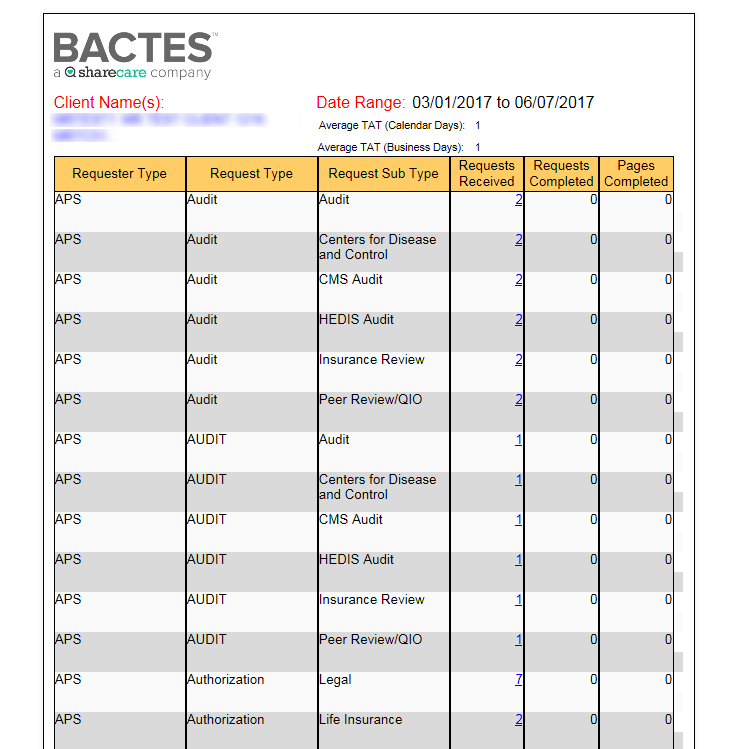 BACTES™
a sharecare company
Client Name(s):
Date Range: 03/01/2017 to 06/07/2017
Average TAT (Calendar Days): 1
Average TAT (Business Days): 1
Requester Type Request Type Request Sub Type Requests Received Requests Completed Pages Completed
APS Audit Audit 2 0 0
APS Audit Centers for Disease and Control 2 0 0
APS Audit CMS Audit 2 0 0
APS Audit HEDIS Audit 2 0 0
APS Audit Insurance Review 2 0 0
APS Audit Peer Review/QIO 2 0 0
APS AUDIT Audit 1 0 0
APS AUDIT Centers for Disease and Control 1 0 0
APS AUDIT CMS Audit 1 0 0
APS AUDIT HEDIS Audit 1 0 0
APS AUDIT Insurance Review 1 0 0
APS AUDIT Peer Review/QIO 1 0 0
APS Authorization Legal 7 0 0
APS Authorization Life Insurance 2 0 0